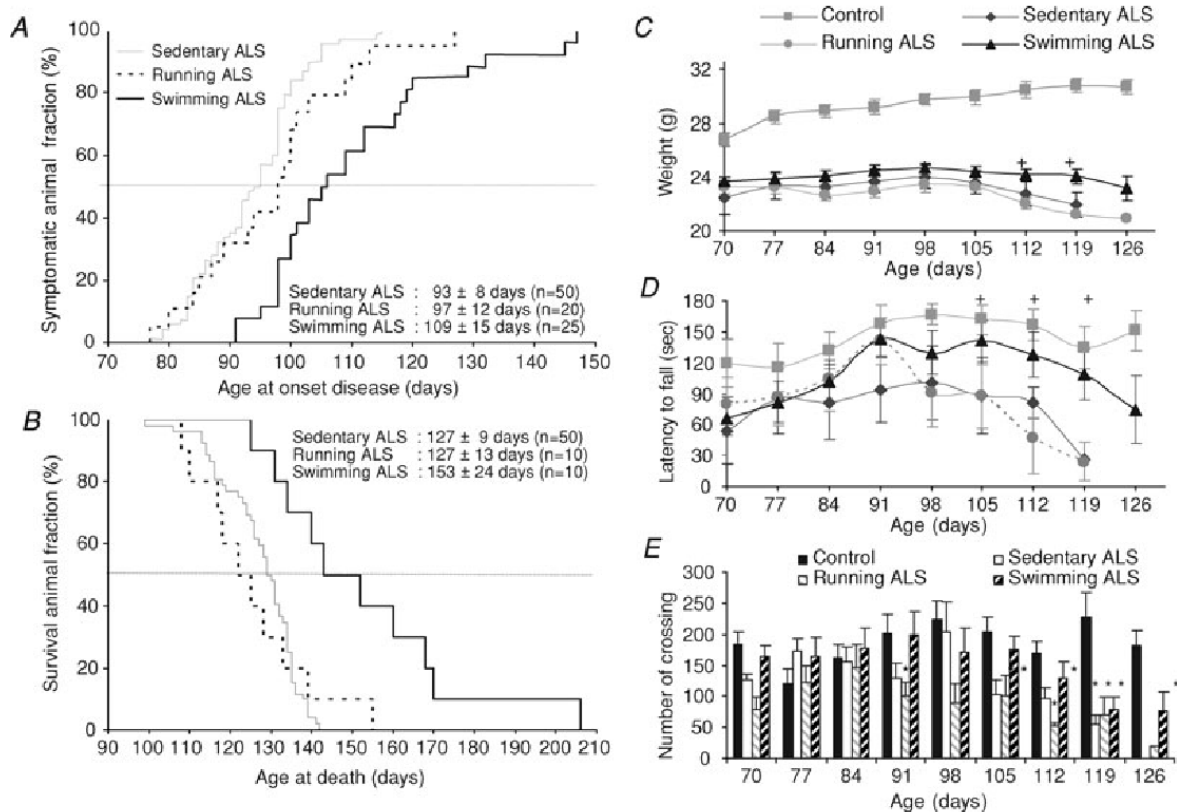 A
Sedentary ALS
Running ALS
Swimming ALS
Symptomatic animal fraction (%)
100
80
60
40
20
0
Sedentary ALS : 93 ± 8 days (n=50)
Running ALS : 97 ± 12 days (n=20)
Swimming ALS : 109 ± 15 days (n=25)
70 80 90 100 110 120 130 140 150
Age at onset disease (days)
B
Survival animal fraction (%)
100
80
60
40
20
0
Sedentary ALS : 127 ± 9 days (n=50)
Running ALS : 127 ± 13 days (n=10)
Swimming ALS : 153 ± 24 days (n=10)
90 100 110 120 130 140 150 160 170 180 190 200 210
Age at death (days)
C
Control Sedentary ALS
Running ALS Swimming ALS
Weight (g)
32
28
24
20
+ +
70 77 84 91 98 105 112 119 126
Age (days)
D
Latency to fall (sec)
180
150
120
90
60
30
0
+ + +
70 77 84 91 98 105 112 119 126
Age (days)
E
Control Sedentary ALS
Running ALS Swimming ALS
Number of crossing
300
250
200
150
100
50
0
* * * * * * * *
70 77 84 91 98 105 112 119 126
Age (days)